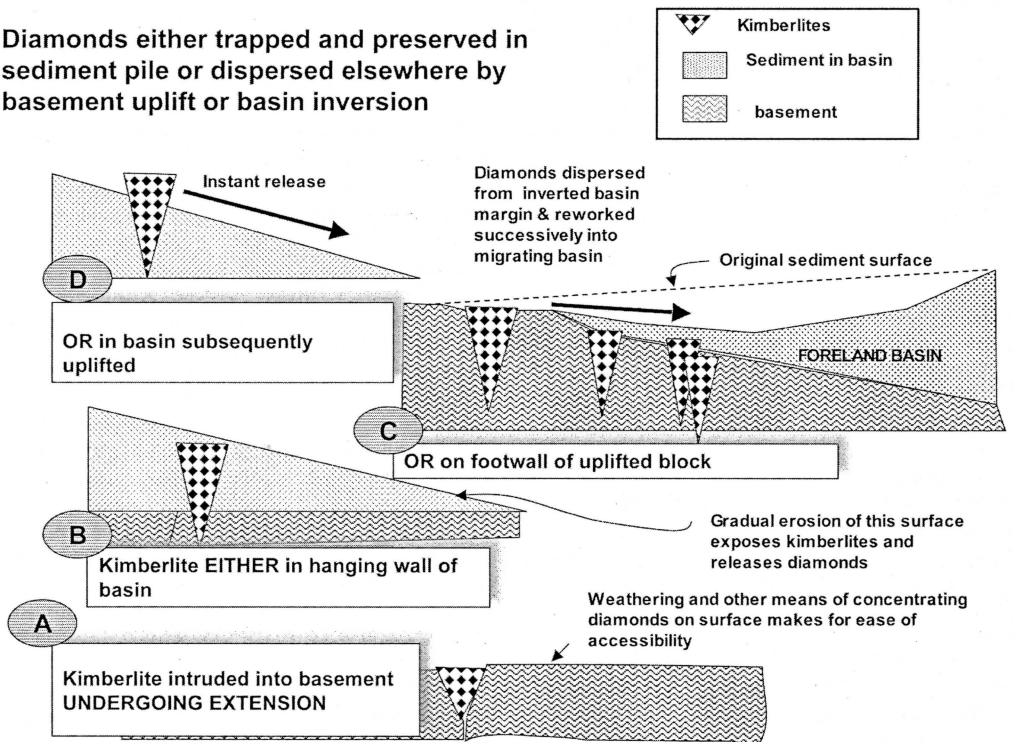 Diamonds either trapped and preserved in
sediment pile or dispersed elsewhere by
basement uplift or basin inversion
Kimberlites
Sediment in basin
basement
Instant release
Diamonds dispersed
from inverted basin
margin & reworked
successively into
migrating basin
Original sediment surface
D
OR in basin subsequently
uplifted
FORELAND BASIN
C
OR on footwall of uplifted block
B
Kimberlite EITHER in hanging wall of
basin
Gradual erosion of this surface
exposes kimberlites and
releases diamonds
Weathering and other means of concentrating
diamonds on surface makes for ease of
accessibility
A
Kimberlite intruded into basement
UNDERGOING EXTENSION